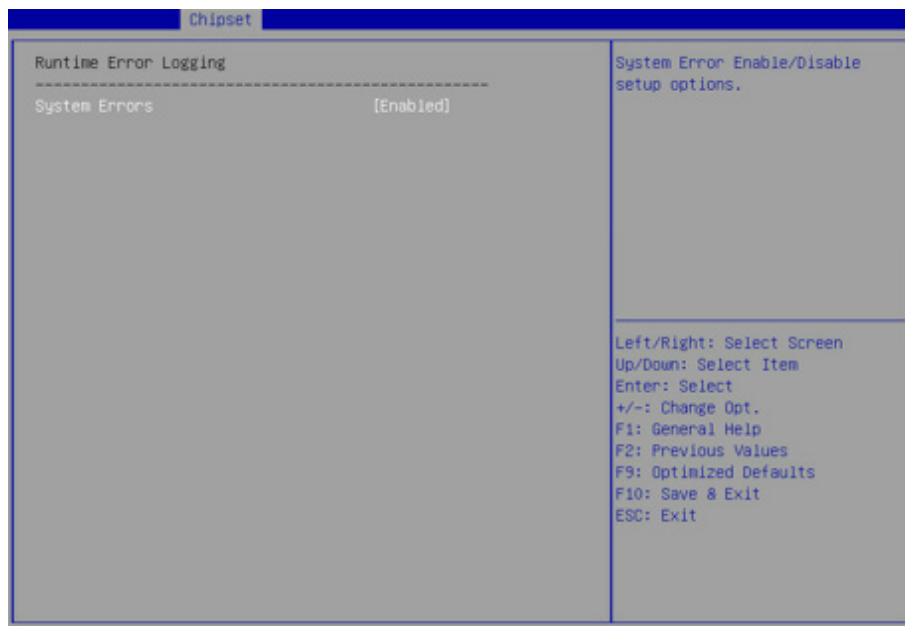 Chipset
Runtime Error Logging
--------------------------------------------------
System Errors [Enabled]
System Error Enable/Disable
setup options.
Left/Right: Select Screen
Up/Down: Select Item
Enter: Select
+/-: Change Opt.
F1: General Help
F2: Previous Values
F9: Optimized Defaults
F10: Save & Exit
ESC: Exit